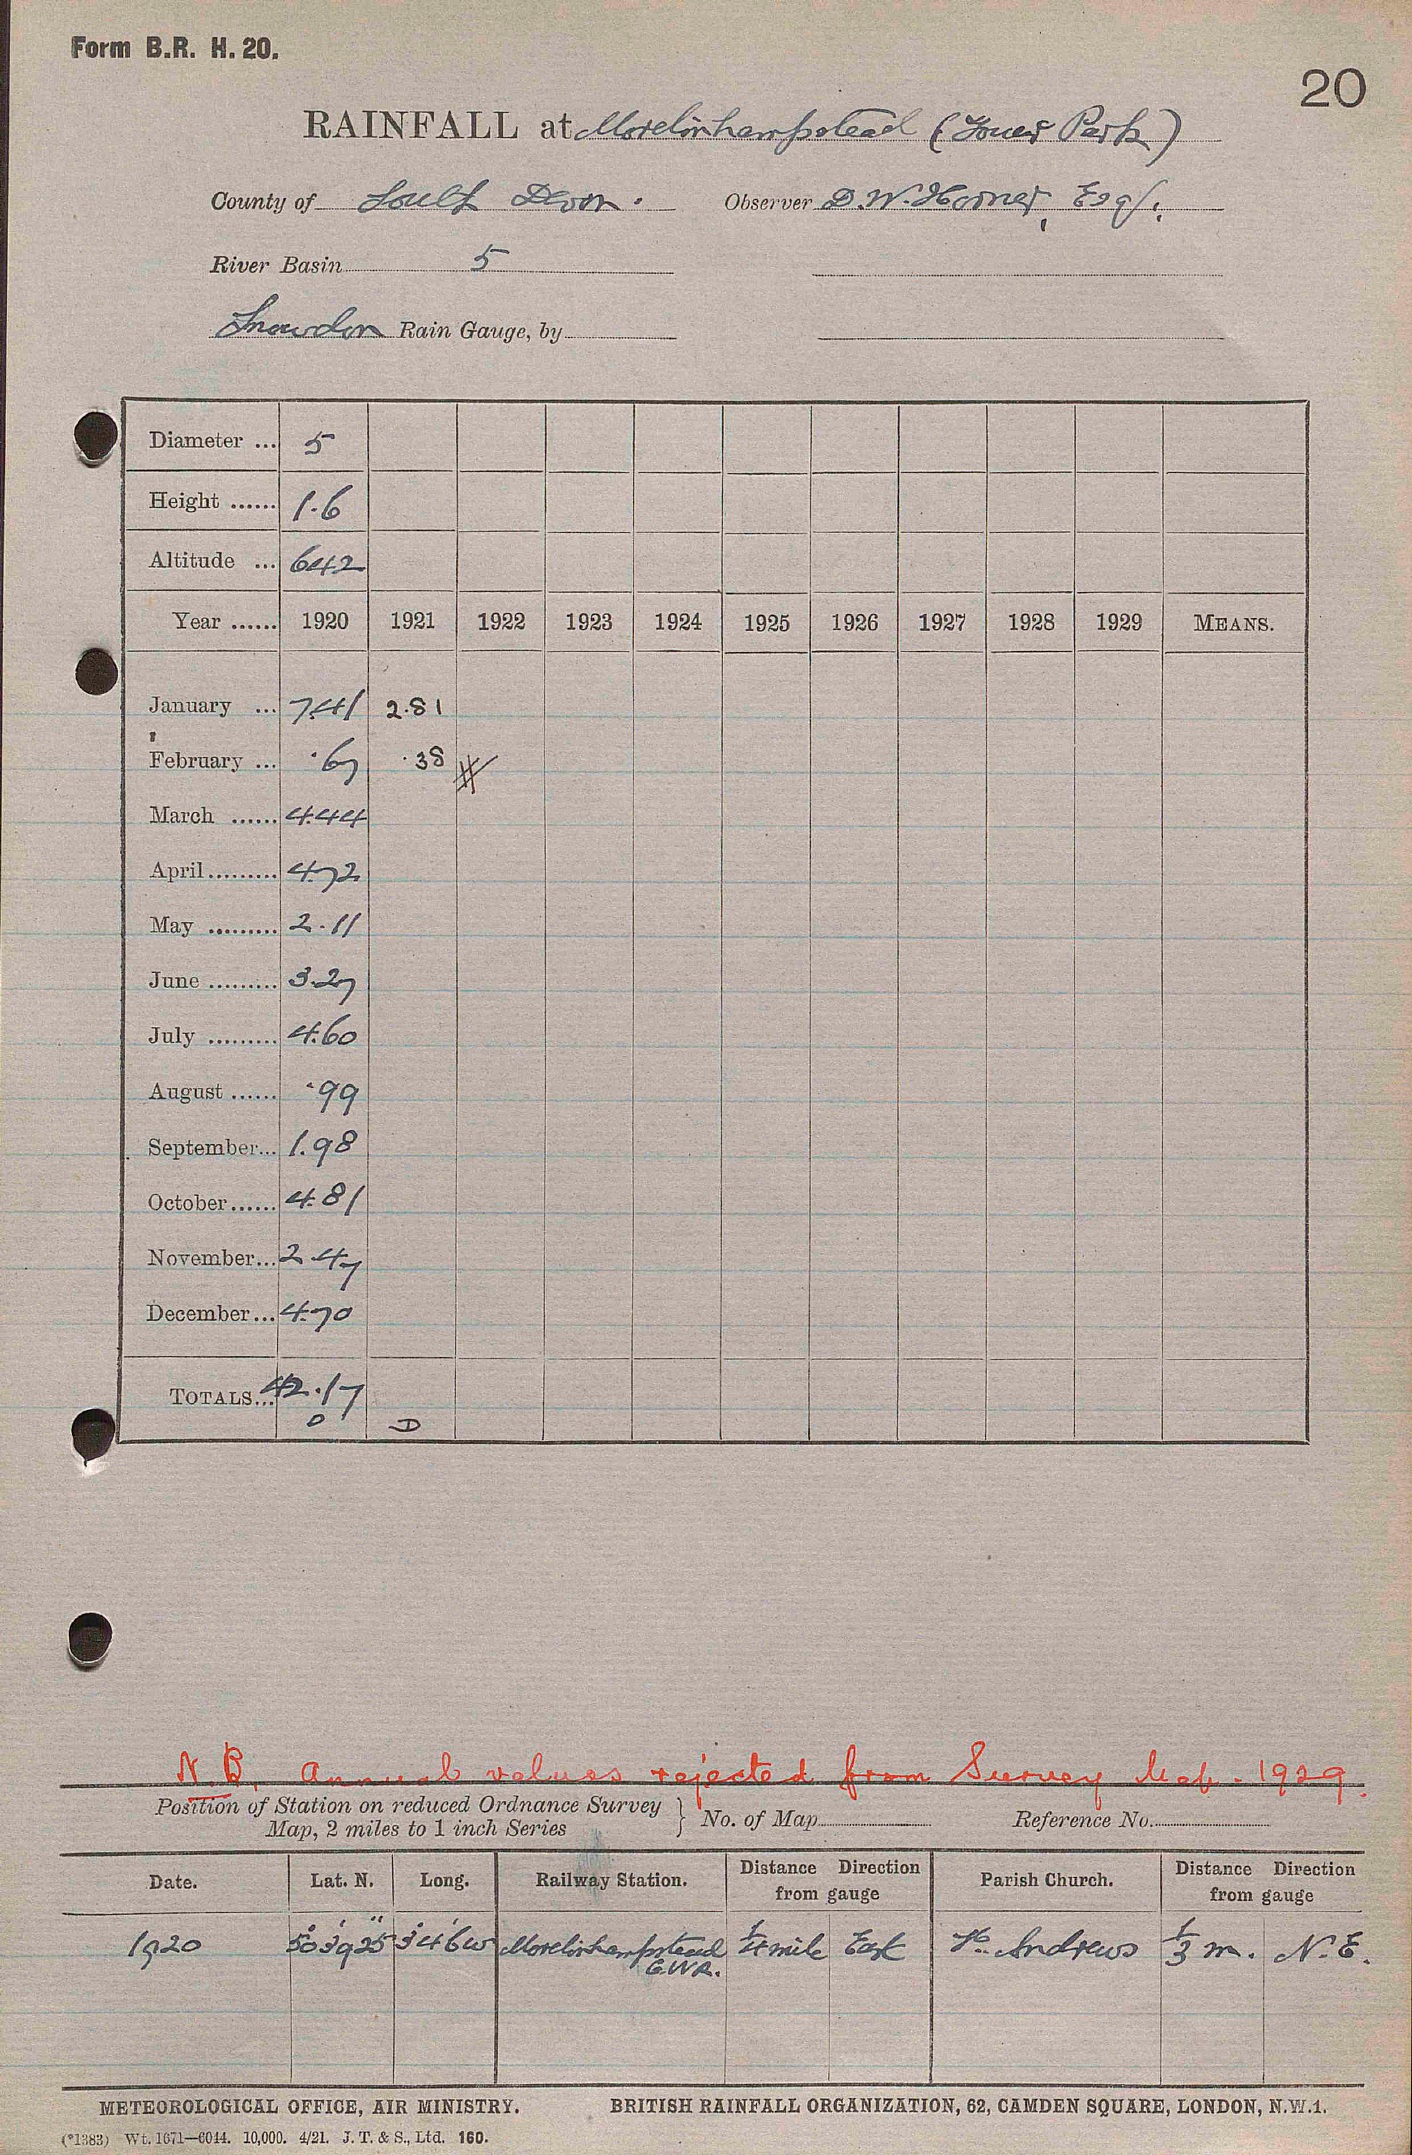 Form B.R. H. 20.
20
RAINFALL at Moretonhampstead ( Park)
County of South Devon. Observer D. W. Horner, Esq.,
River Basin 5
Snowdon Rain Gauge, by
Diameter ... 5
Height ...... 1.6
Altitude ... 642
Year ...... 1920 1921 1922 1923 1924 1925 1926 1927 1928 1929 MEANS.
January ... 7.41 2.81
February ... .67 .38 #
March ...... 4.44
April ......... 4.72
May ......... 2.11
June ......... 3.27
July ......... 4.60
August ...... .99
September ... 1.98
October ...... 4.81
November ... 2.47
December ... 4.70
TOTALS ... 42.17
D
N.B. Annual values rejected from Survey Map. 1929.
Position of Station on reduced Ordnance Survey
Map, 2 miles to 1 inch Series } No. of Map Reference No.
Date. Lat. N. Long. Railway Station. Distance Direction from gauge Parish Church. Distance Direction from gauge
1920 50° 39' 25" 3° 46' W Moretonhampstead G.W.R. 1/4 mile East St. Andrews 1/3 m. N.E.
METEOROLOGICAL OFFICE, AIR MINISTRY. BRITISH RAINFALL ORGANIZATION, 62, CAMDEN SQUARE, LONDON, N.W.1.
(*1383) Wt. 1671—6044. 10,000. 4/21. J. T. & S., Ltd. 160.